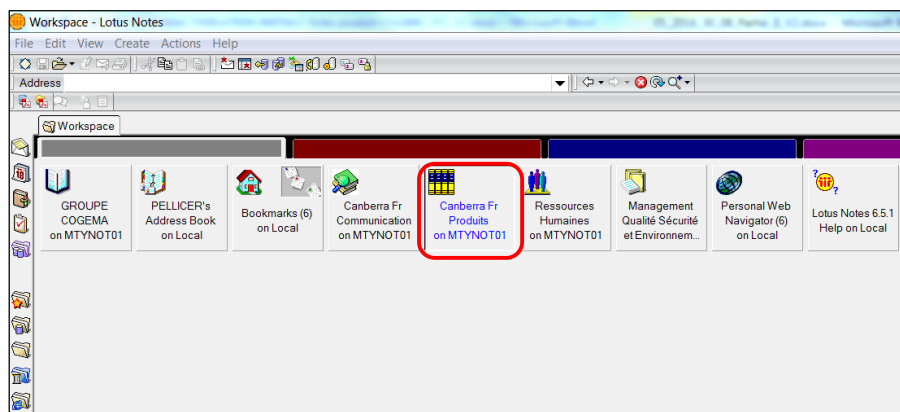 Workspace - Lotus Notes
File Edit View Create Actions Help
Address
Workspace
GROUPE
COGEMA
on MTYNOT01
PELLICER's
Address Book
on Local
Bookmarks (6)
on Local
Canberra Fr
Communication
on MTYNOT01
Canberra Fr
Produits
on MTYNOT01
Ressources
Humaines
on MTYNOT01
Management
Qualité Sécurité
et Environnem...
Personal Web
Navigator (6)
on Local
Lotus Notes 6.5.1
Help on Local